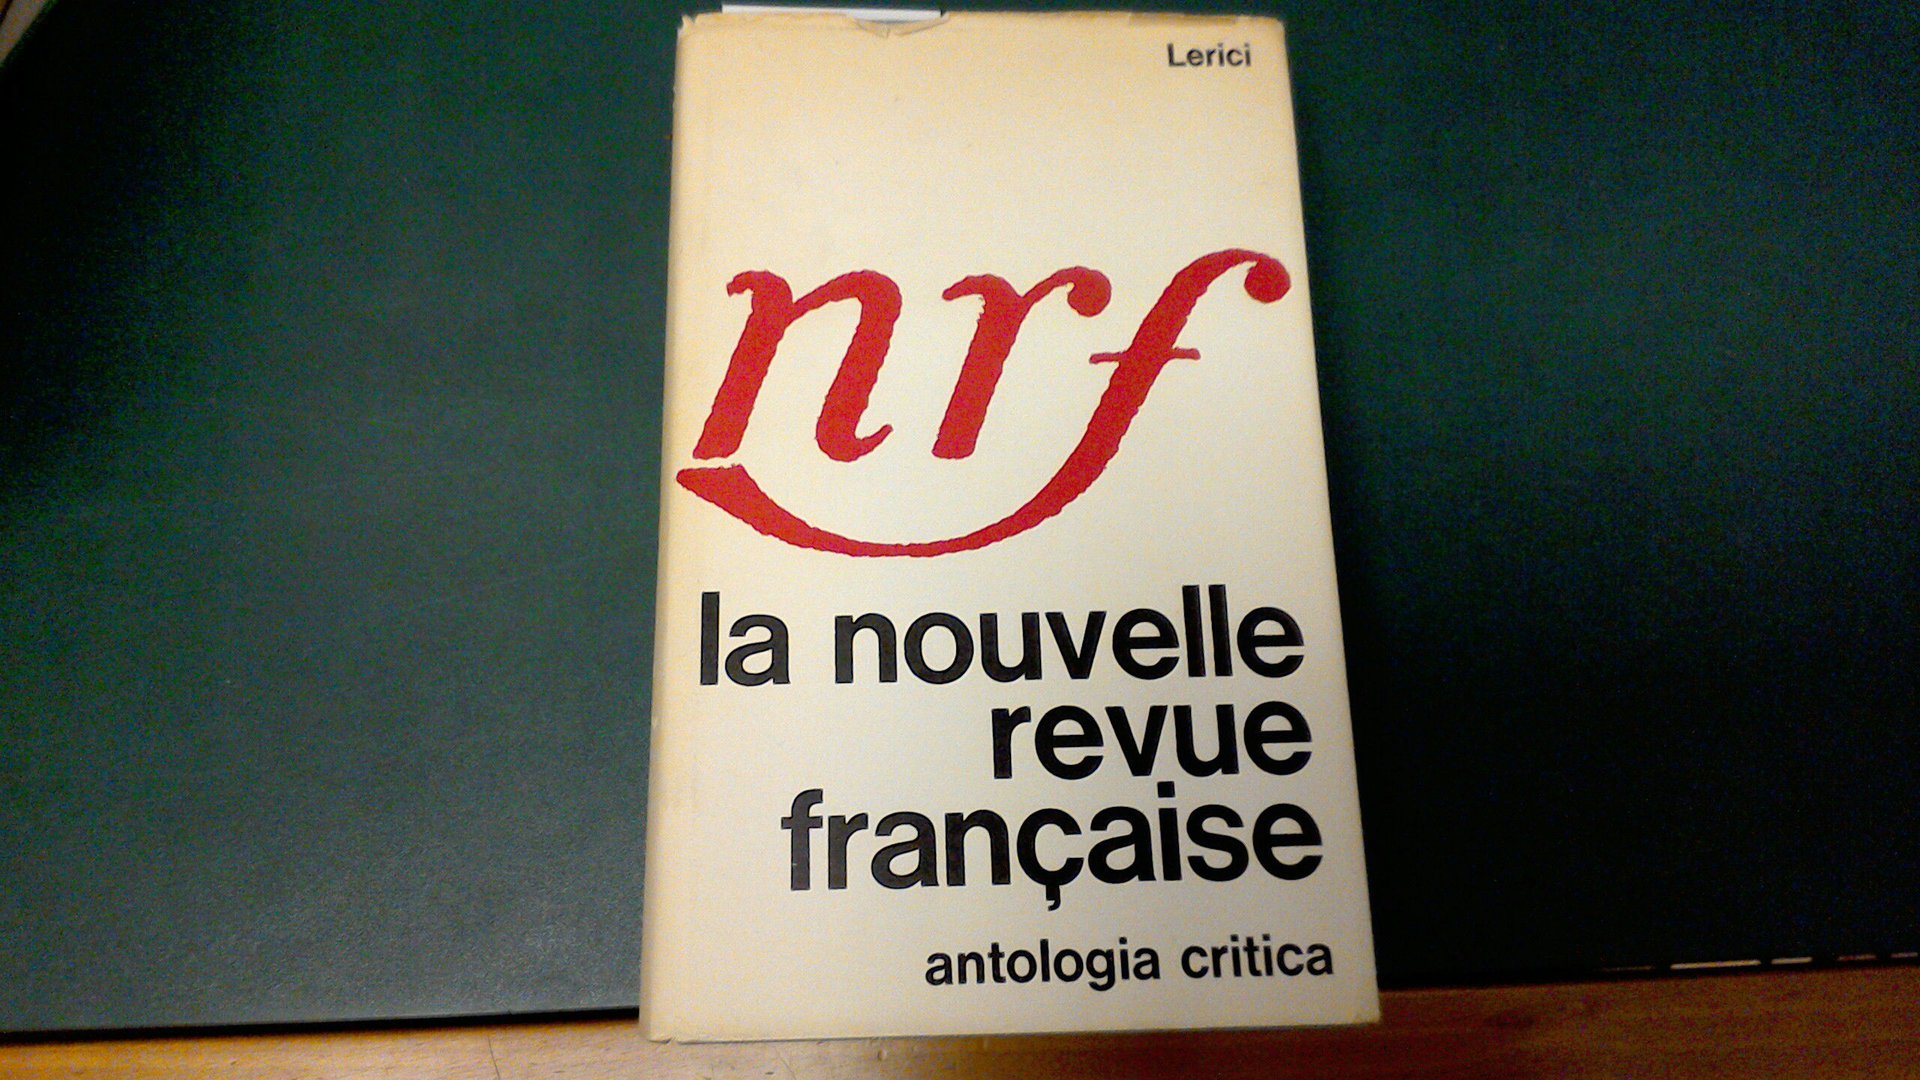 Lerici
nrf
la nouvelle
revue
française
antologia critica